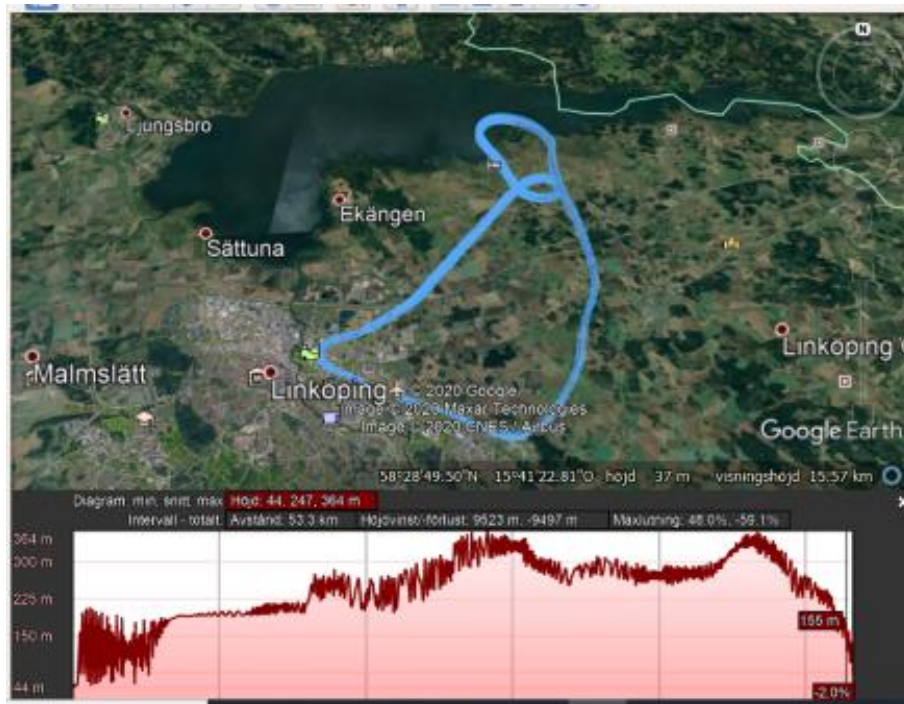 N
Ljungsbro
Ekängen
Sättuna
Linköping
Malmslätt
Linköping
© 2020 Google
Image © 2020 Maxar Technologies
Image © 2020 CNES / Airbus
Google Earth
58°28'49.50"N 15°41'22.81"O höjd 37 m visningshöjd 15.57 km
Diagram: min, snitt, max Höjd: 44, 247, 364 m
Intervall - totalt: Avstånd: 53.3 km Höjdvinst/-förlust: 9523 m, -9497 m Maxlutning: 46.0%, -59.1%
364 m
300 m
225 m
150 m
44 m
155 m
-2.0%